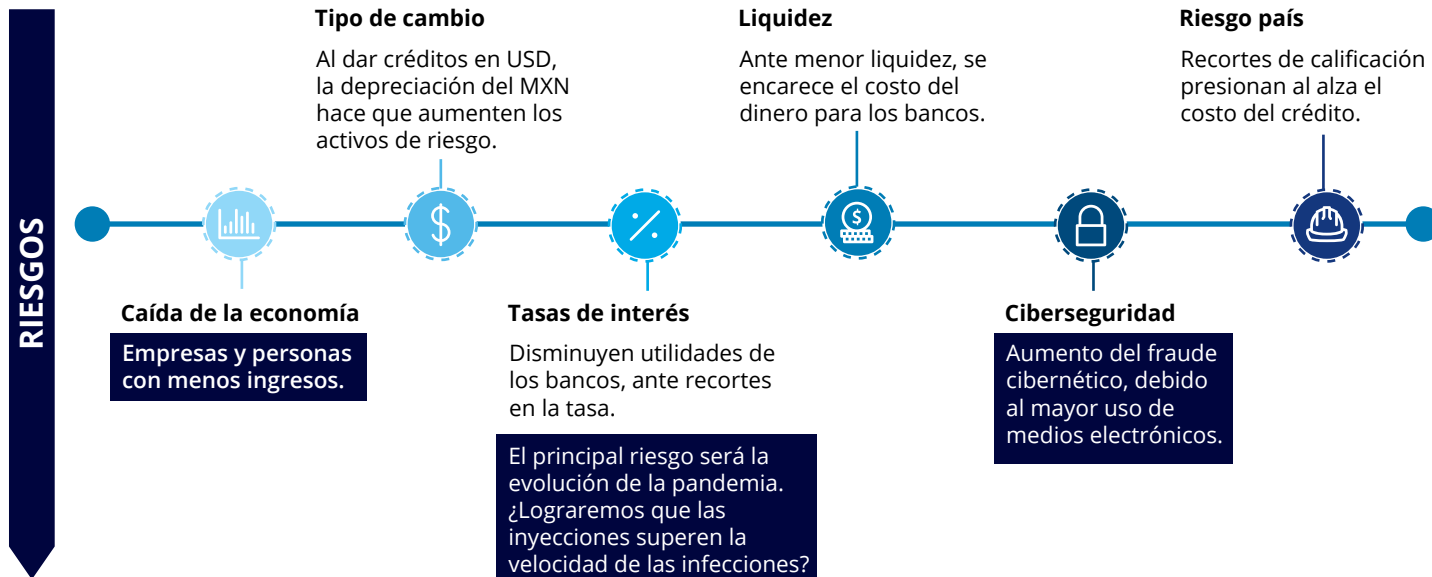 RIESGOS
Tipo de cambio
Al dar créditos en USD,
la depreciación del MXN
hace que aumenten los
activos de riesgo.
Liquidez
Ante menor liquidez, se
encarece el costo del
dinero para los bancos.
Riesgo país
Recortes de calificación
presionan al alza el
costo del crédito.
$
%
$
Caída de la economía
Empresas y personas
con menos ingresos.
Tasas de interés
Disminuyen utilidades de
los bancos, ante recortes
en la tasa.
El principal riesgo será la
evolución de la pandemia.
¿Lograremos que las
inyecciones superen la
velocidad de las infecciones?
Ciberseguridad
Aumento del fraude
cibernético, debido
al mayor uso de
medios electrónicos.